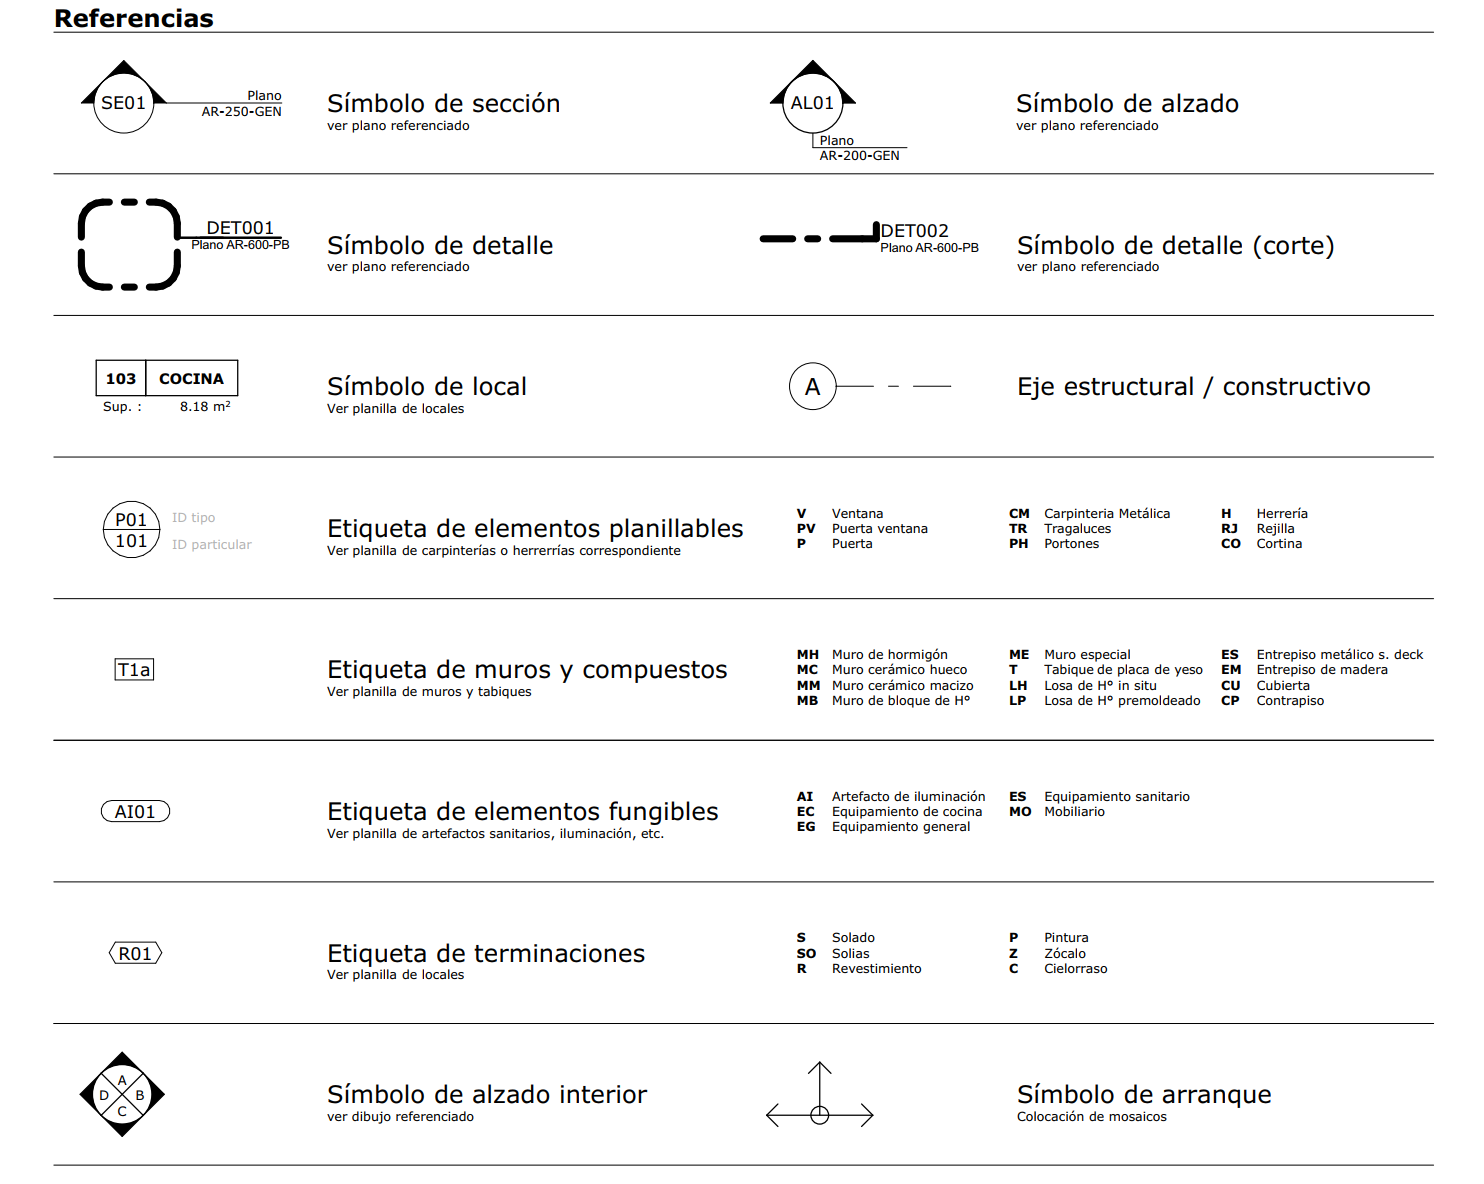 Referencias
SE01
Plano
AR-250-GEN
Símbolo de sección
ver plano referenciado
AL01
Plano
AR-200-GEN
Símbolo de alzado
ver plano referenciado
DET001
Plano AR-600-PB
Símbolo de detalle
ver plano referenciado
DET002
Plano AR-600-PB
Símbolo de detalle (corte)
ver plano referenciado
103 COCINA
Sup. : 8.18 m²
Símbolo de local
Ver planilla de locales
A
Eje estructural / constructivo
P01
101
ID tipo
ID particular
Etiqueta de elementos planillables
Ver planilla de carpinterías o herrerrías correspondiente
V Ventana
PV Puerta ventana
P Puerta
CM Carpinteria Metálica
TR Tragaluces
PH Portones
H Herrería
RJ Rejilla
CO Cortina
T1a
Etiqueta de muros y compuestos
Ver planilla de muros y tabiques
MH Muro de hormigón
MC Muro cerámico hueco
MM Muro cerámico macizo
MB Muro de bloque de H°
ME Muro especial
T Tabique de placa de yeso
LH Losa de H° in situ
LP Losa de H° premoldeado
ES Entrepiso metálico s. deck
EM Entrepiso de madera
CU Cubierta
CP Contrapiso
AI01
Etiqueta de elementos fungibles
Ver planilla de artefactos sanitarios, iluminación, etc.
AI Artefacto de iluminación
EC Equipamiento de cocina
EG Equipamiento general
ES Equipamiento sanitario
MO Mobiliario
R01
Etiqueta de terminaciones
Ver planilla de locales
S Solado
SO Solias
R Revestimiento
P Pintura
Z Zócalo
C Cielorraso
A
D B
C
Símbolo de alzado interior
ver dibujo referenciado
Símbolo de arranque
Colocación de mosaicos